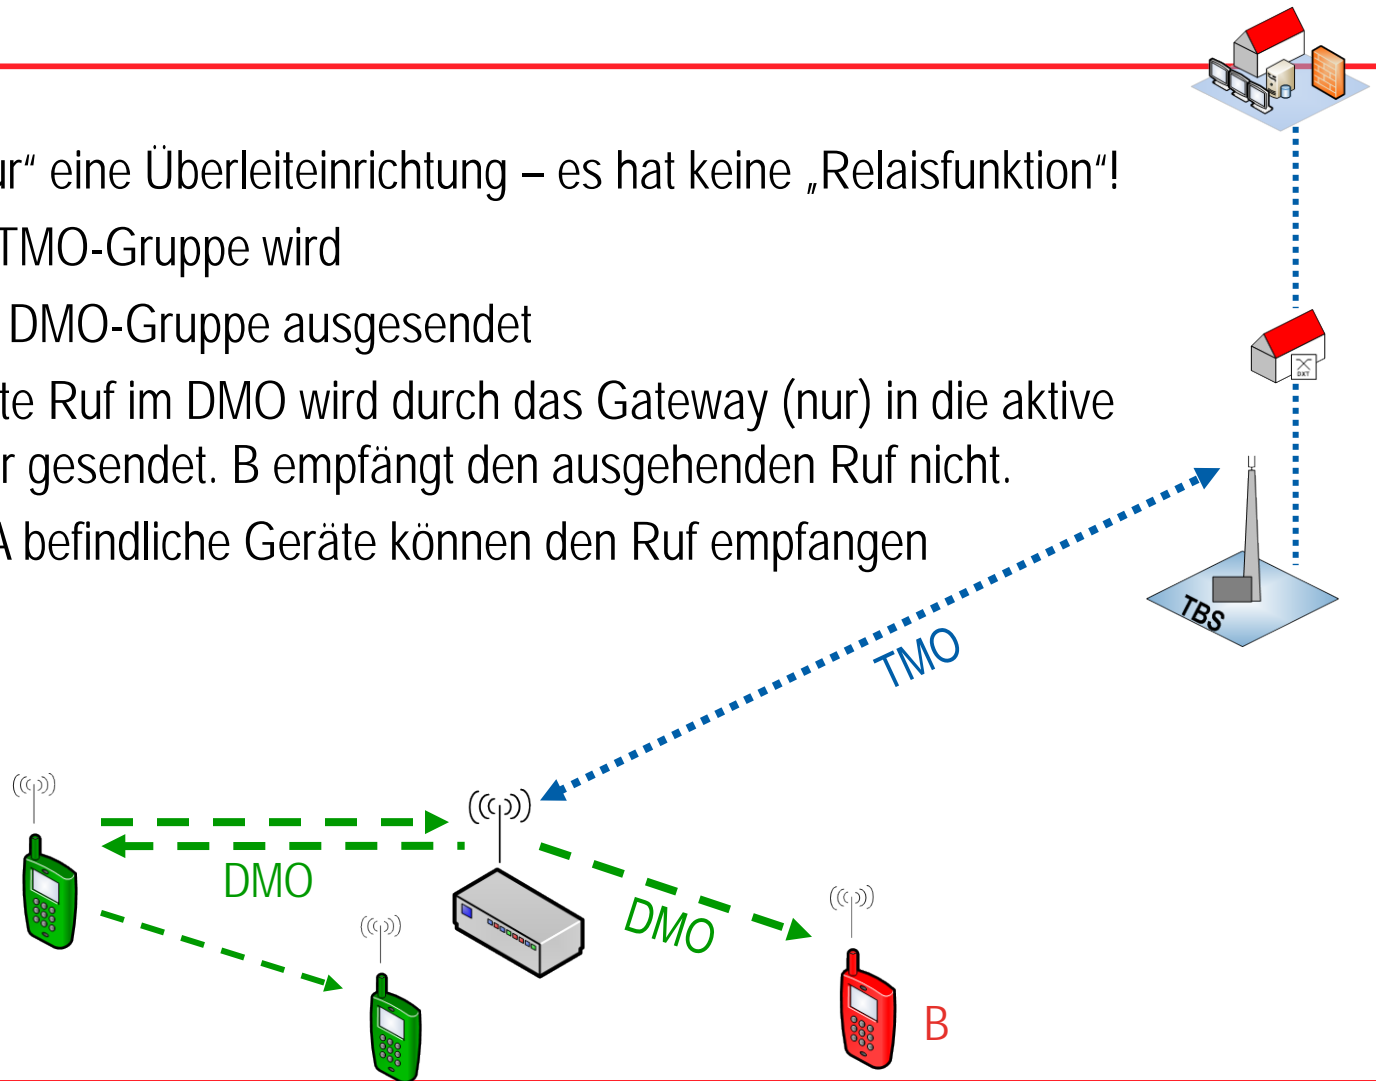 ur“ eine Überleiteinrichtung – es hat keine „Relaisfunktion“!
TMO-Gruppe wird
DMO-Gruppe ausgesendet
te Ruf im DMO wird durch das Gateway (nur) in die aktive
r gesendet. B empfängt den ausgehenden Ruf nicht.
A befindliche Geräte können den Ruf empfangen
DXT
TBS
TMO
DMO
DMO
B